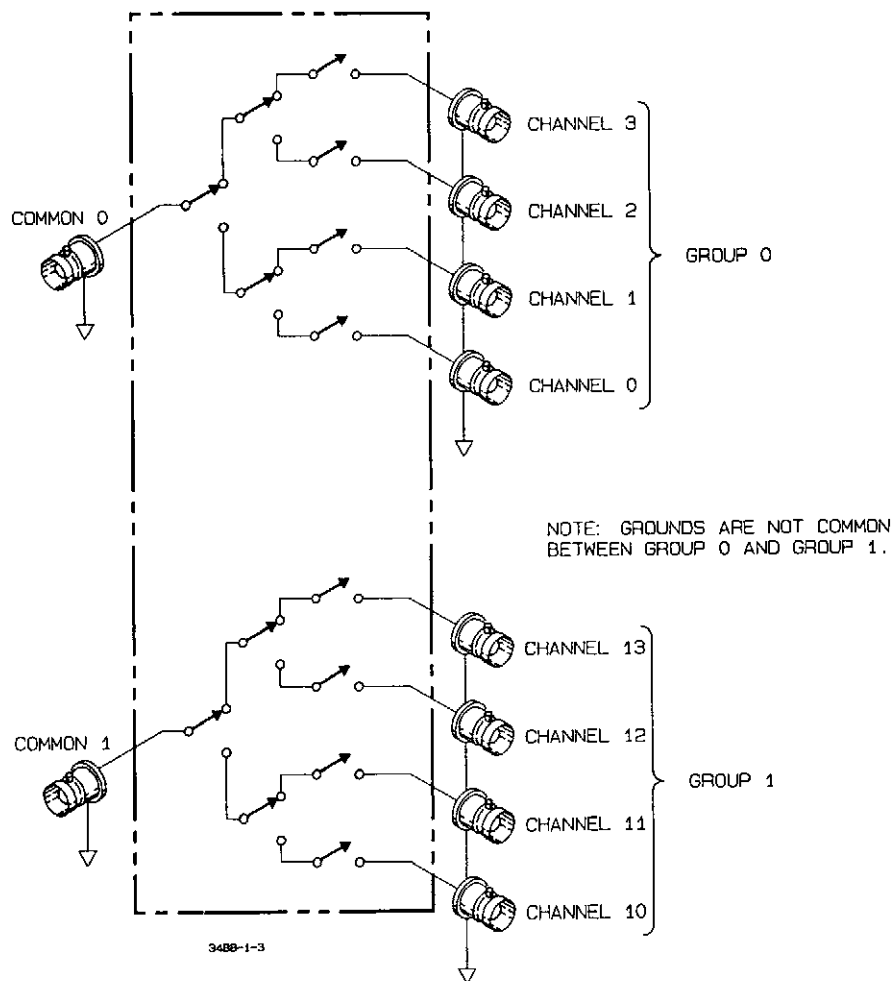 CHANNEL 3
CHANNEL 2
COMMON 0
GROUP 0
CHANNEL 1
CHANNEL 0
NOTE: GROUNDS ARE NOT COMMON
BETWEEN GROUP 0 AND GROUP 1.
CHANNEL 13
CHANNEL 12
COMMON 1
GROUP 1
CHANNEL 11
CHANNEL 10
3488-1-3